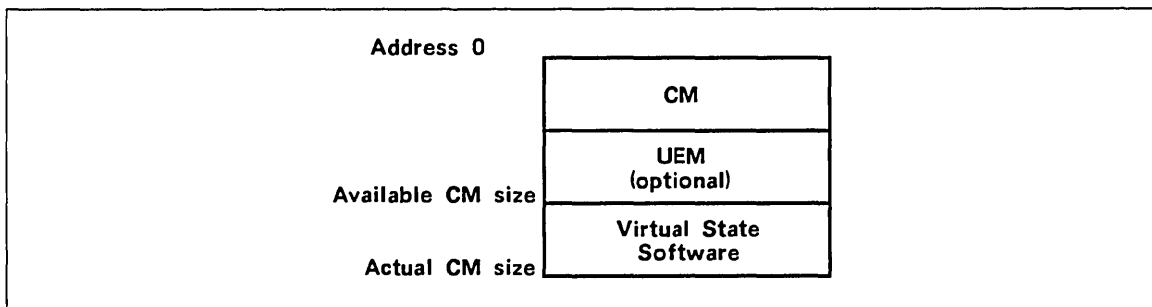 Address 0
CM
UEM
(optional)
Available CM size
Virtual State
Software
Actual CM size